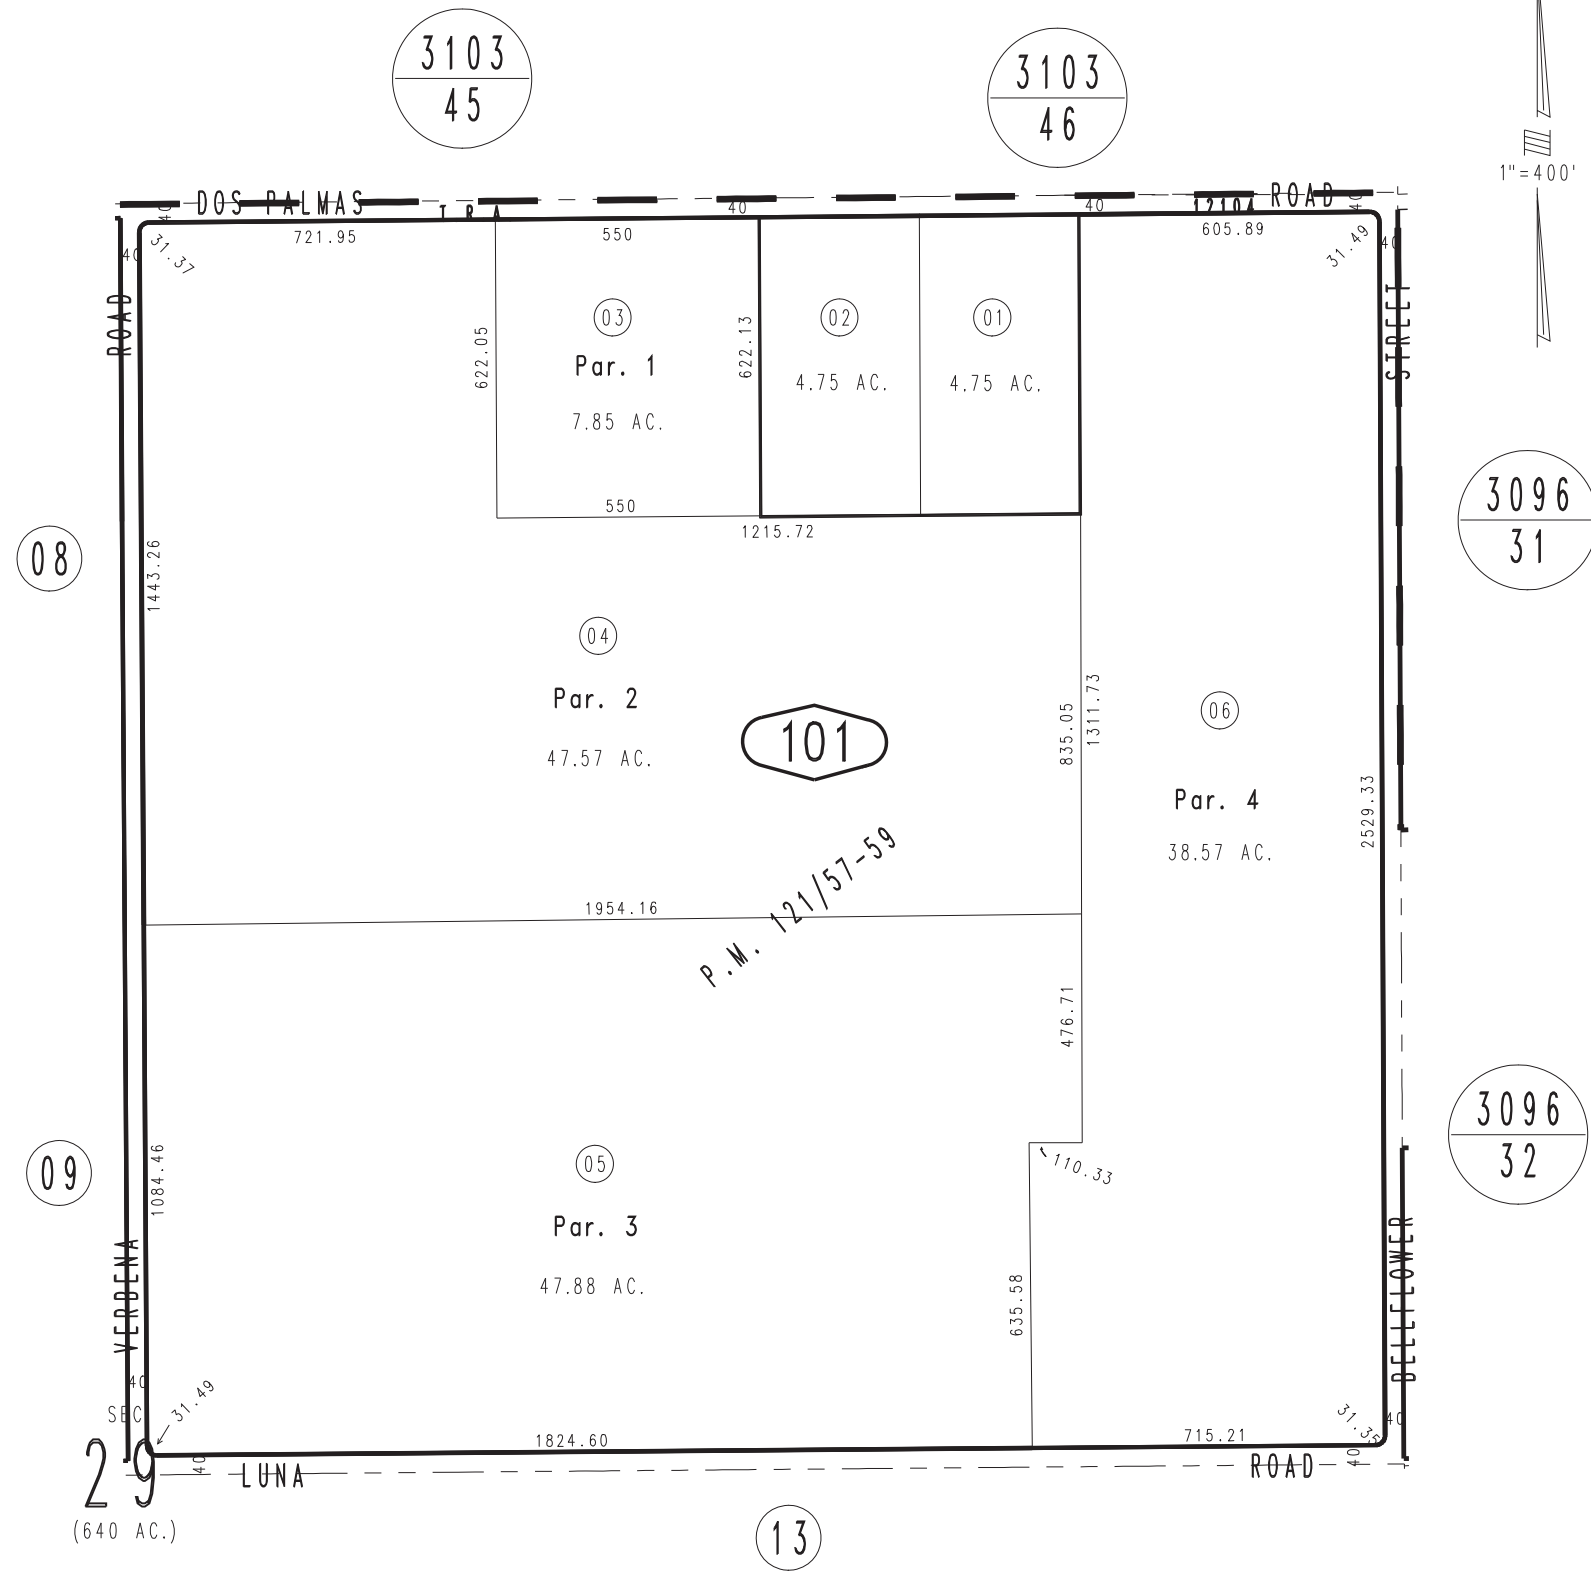 3103
45
3103
46
1"=400'
DOS PALMAS
ROAD
T R A
12104
40
40
40
40
721.95
550
605.89
31.37
31.49
40
40
ROAD
STREET
622.05
622.13
03
Par. 1
7.85 AC.
02
4.75 AC.
01
4.75 AC.
550
1215.72
3096
31
08
1443.26
04
Par. 2
47.57 AC.
101
835.05
1311.73
06
Par. 4
38.57 AC.
2529.33
P.M. 121/57-59
1954.16
476.71
3096
32
09
1084.46
05
Par. 3
47.88 AC.
110.33
635.58
VERDENA
BELLFLOWER
40
SEC
31.49
31.35
40
1824.60
715.21
40
40
29
LUNA
ROAD
(640 AC.)
13